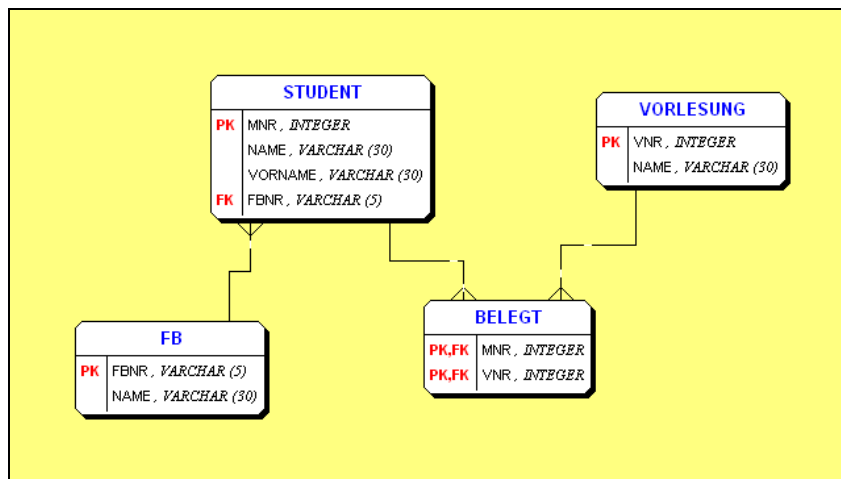 STUDENT
PK MNR , INTEGER
NAME , VARCHAR (30)
VORNAME , VARCHAR (30)
FK FBNR , VARCHAR (5)
VORLESUNG
PK VNR , INTEGER
NAME , VARCHAR (30)
FB
PK FBNR , VARCHAR (5)
NAME , VARCHAR (30)
BELEGT
PK,FK MNR , INTEGER
PK,FK VNR , INTEGER